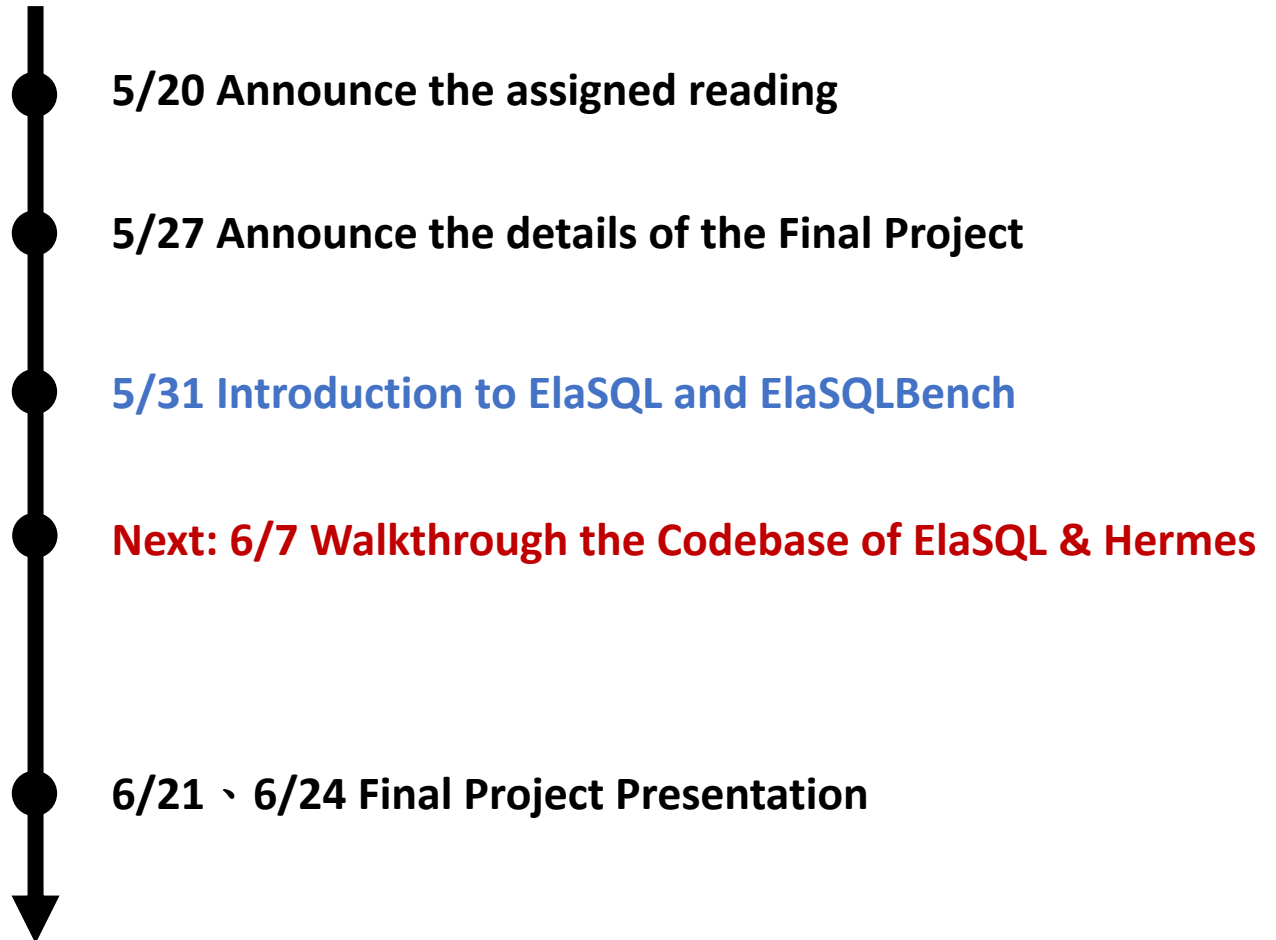 5/20 Announce the assigned reading
5/27 Announce the details of the Final Project
5/31 Introduction to ElaSQL and ElaSQLBench
Next: 6/7 Walkthrough the Codebase of ElaSQL & Hermes
6/21、6/24 Final Project Presentation